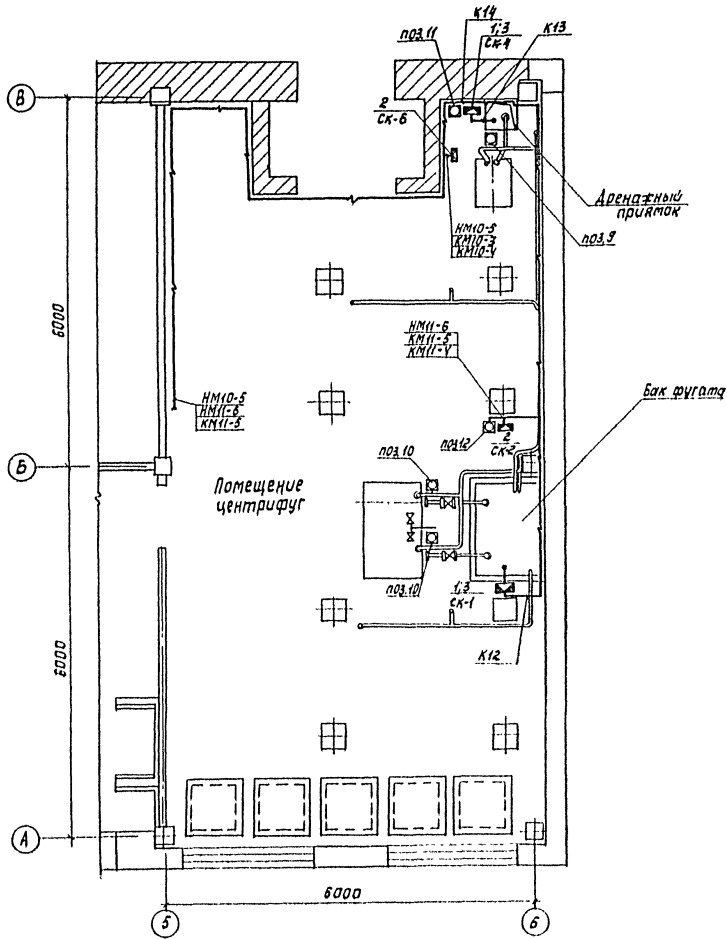 К14
поз.11
1;3
СК-4
К13
В
2
СК-6
Дренажный
приямок
поз.9
НМ10-5
КМ10-3
КМ10-4
6000
НМ11-6
КМ11-5
КМ11-4
НМ10-5
НМ11-6
КМ11-5
Бак фугата
поз.12
2
СК-2
поз.10
Б
Помещение
центрифуг
поз.10
1;3
СК-1
К12
6000
А
6000
5
6